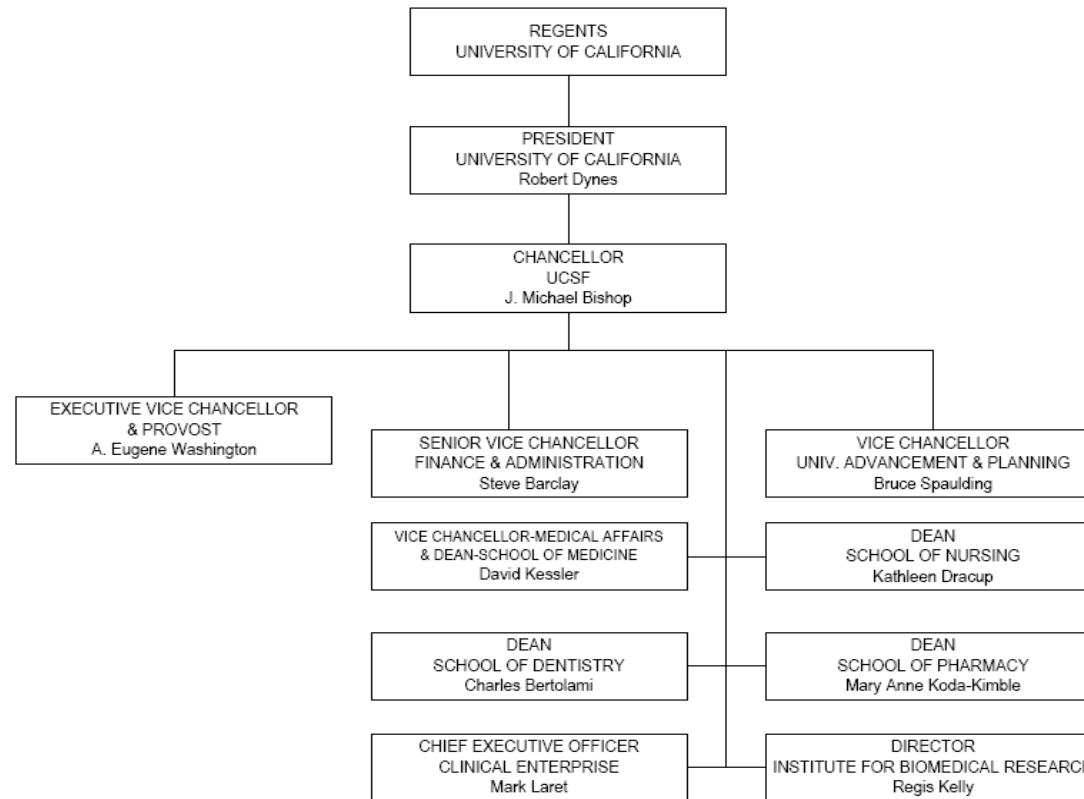 REGENTS
UNIVERSITY OF CALIFORNIA
PRESIDENT
UNIVERSITY OF CALIFORNIA
Robert Dynes
CHANCELLOR
UCSF
J. Michael Bishop
EXECUTIVE VICE CHANCELLOR
& PROVOST
A. Eugene Washington
SENIOR VICE CHANCELLOR
FINANCE & ADMINISTRATION
Steve Barclay
VICE CHANCELLOR
UNIV. ADVANCEMENT & PLANNING
Bruce Spaulding
VICE CHANCELLOR-MEDICAL AFFAIRS
& DEAN-SCHOOL OF MEDICINE
David Kessler
DEAN
SCHOOL OF NURSING
Kathleen Dracup
DEAN
SCHOOL OF DENTISTRY
Charles Bertolami
DEAN
SCHOOL OF PHARMACY
Mary Anne Koda-Kimble
CHIEF EXECUTIVE OFFICER
CLINICAL ENTERPRISE
Mark Laret
DIRECTOR
INSTITUTE FOR BIOMEDICAL RESEARCH
Regis Kelly